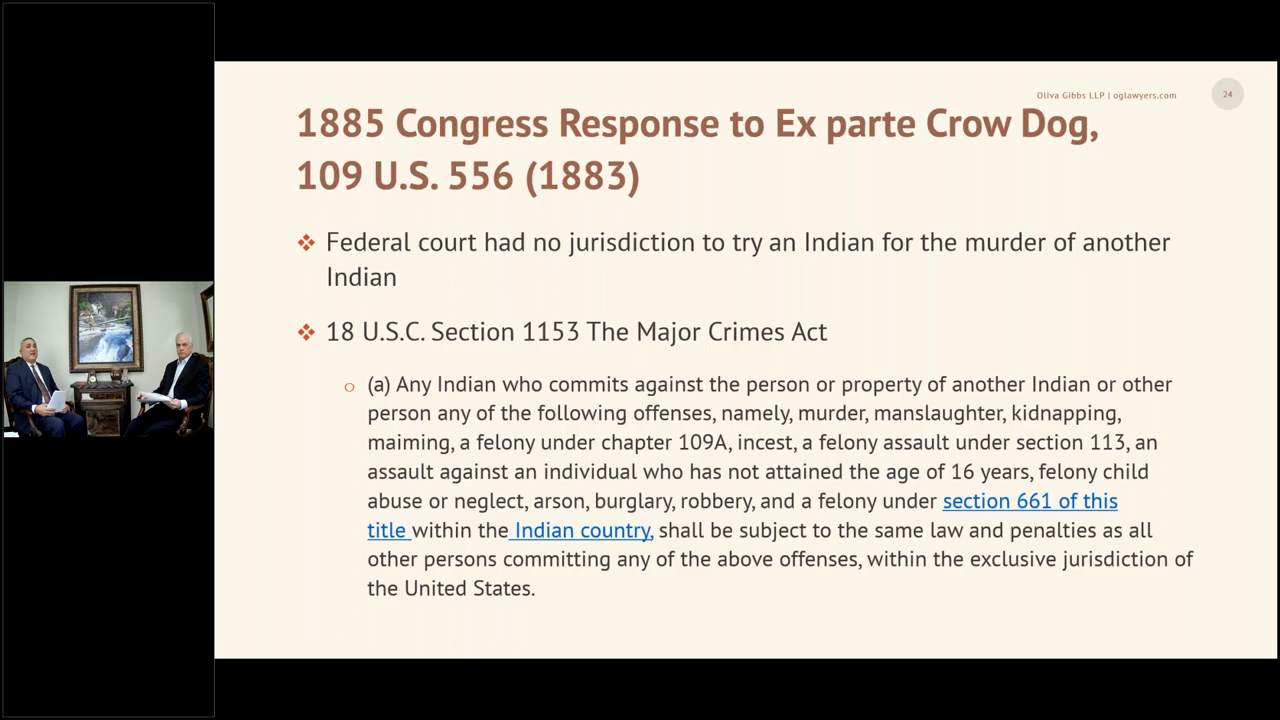 Oliva Gibbs LLP | oglawyers.com
24
1885 Congress Response to Ex parte Crow Dog,
109 U.S. 556 (1883)
Federal court had no jurisdiction to try an Indian for the murder of another
Indian
18 U.S.C. Section 1153 The Major Crimes Act
(a) Any Indian who commits against the person or property of another Indian or other
person any of the following offenses, namely, murder, manslaughter, kidnapping,
maiming, a felony under chapter 109A, incest, a felony assault under section 113, an
assault against an individual who has not attained the age of 16 years, felony child
abuse or neglect, arson, burglary, robbery, and a felony under section 661 of this
title within the Indian country, shall be subject to the same law and penalties as all
other persons committing any of the above offenses, within the exclusive jurisdiction of
the United States.